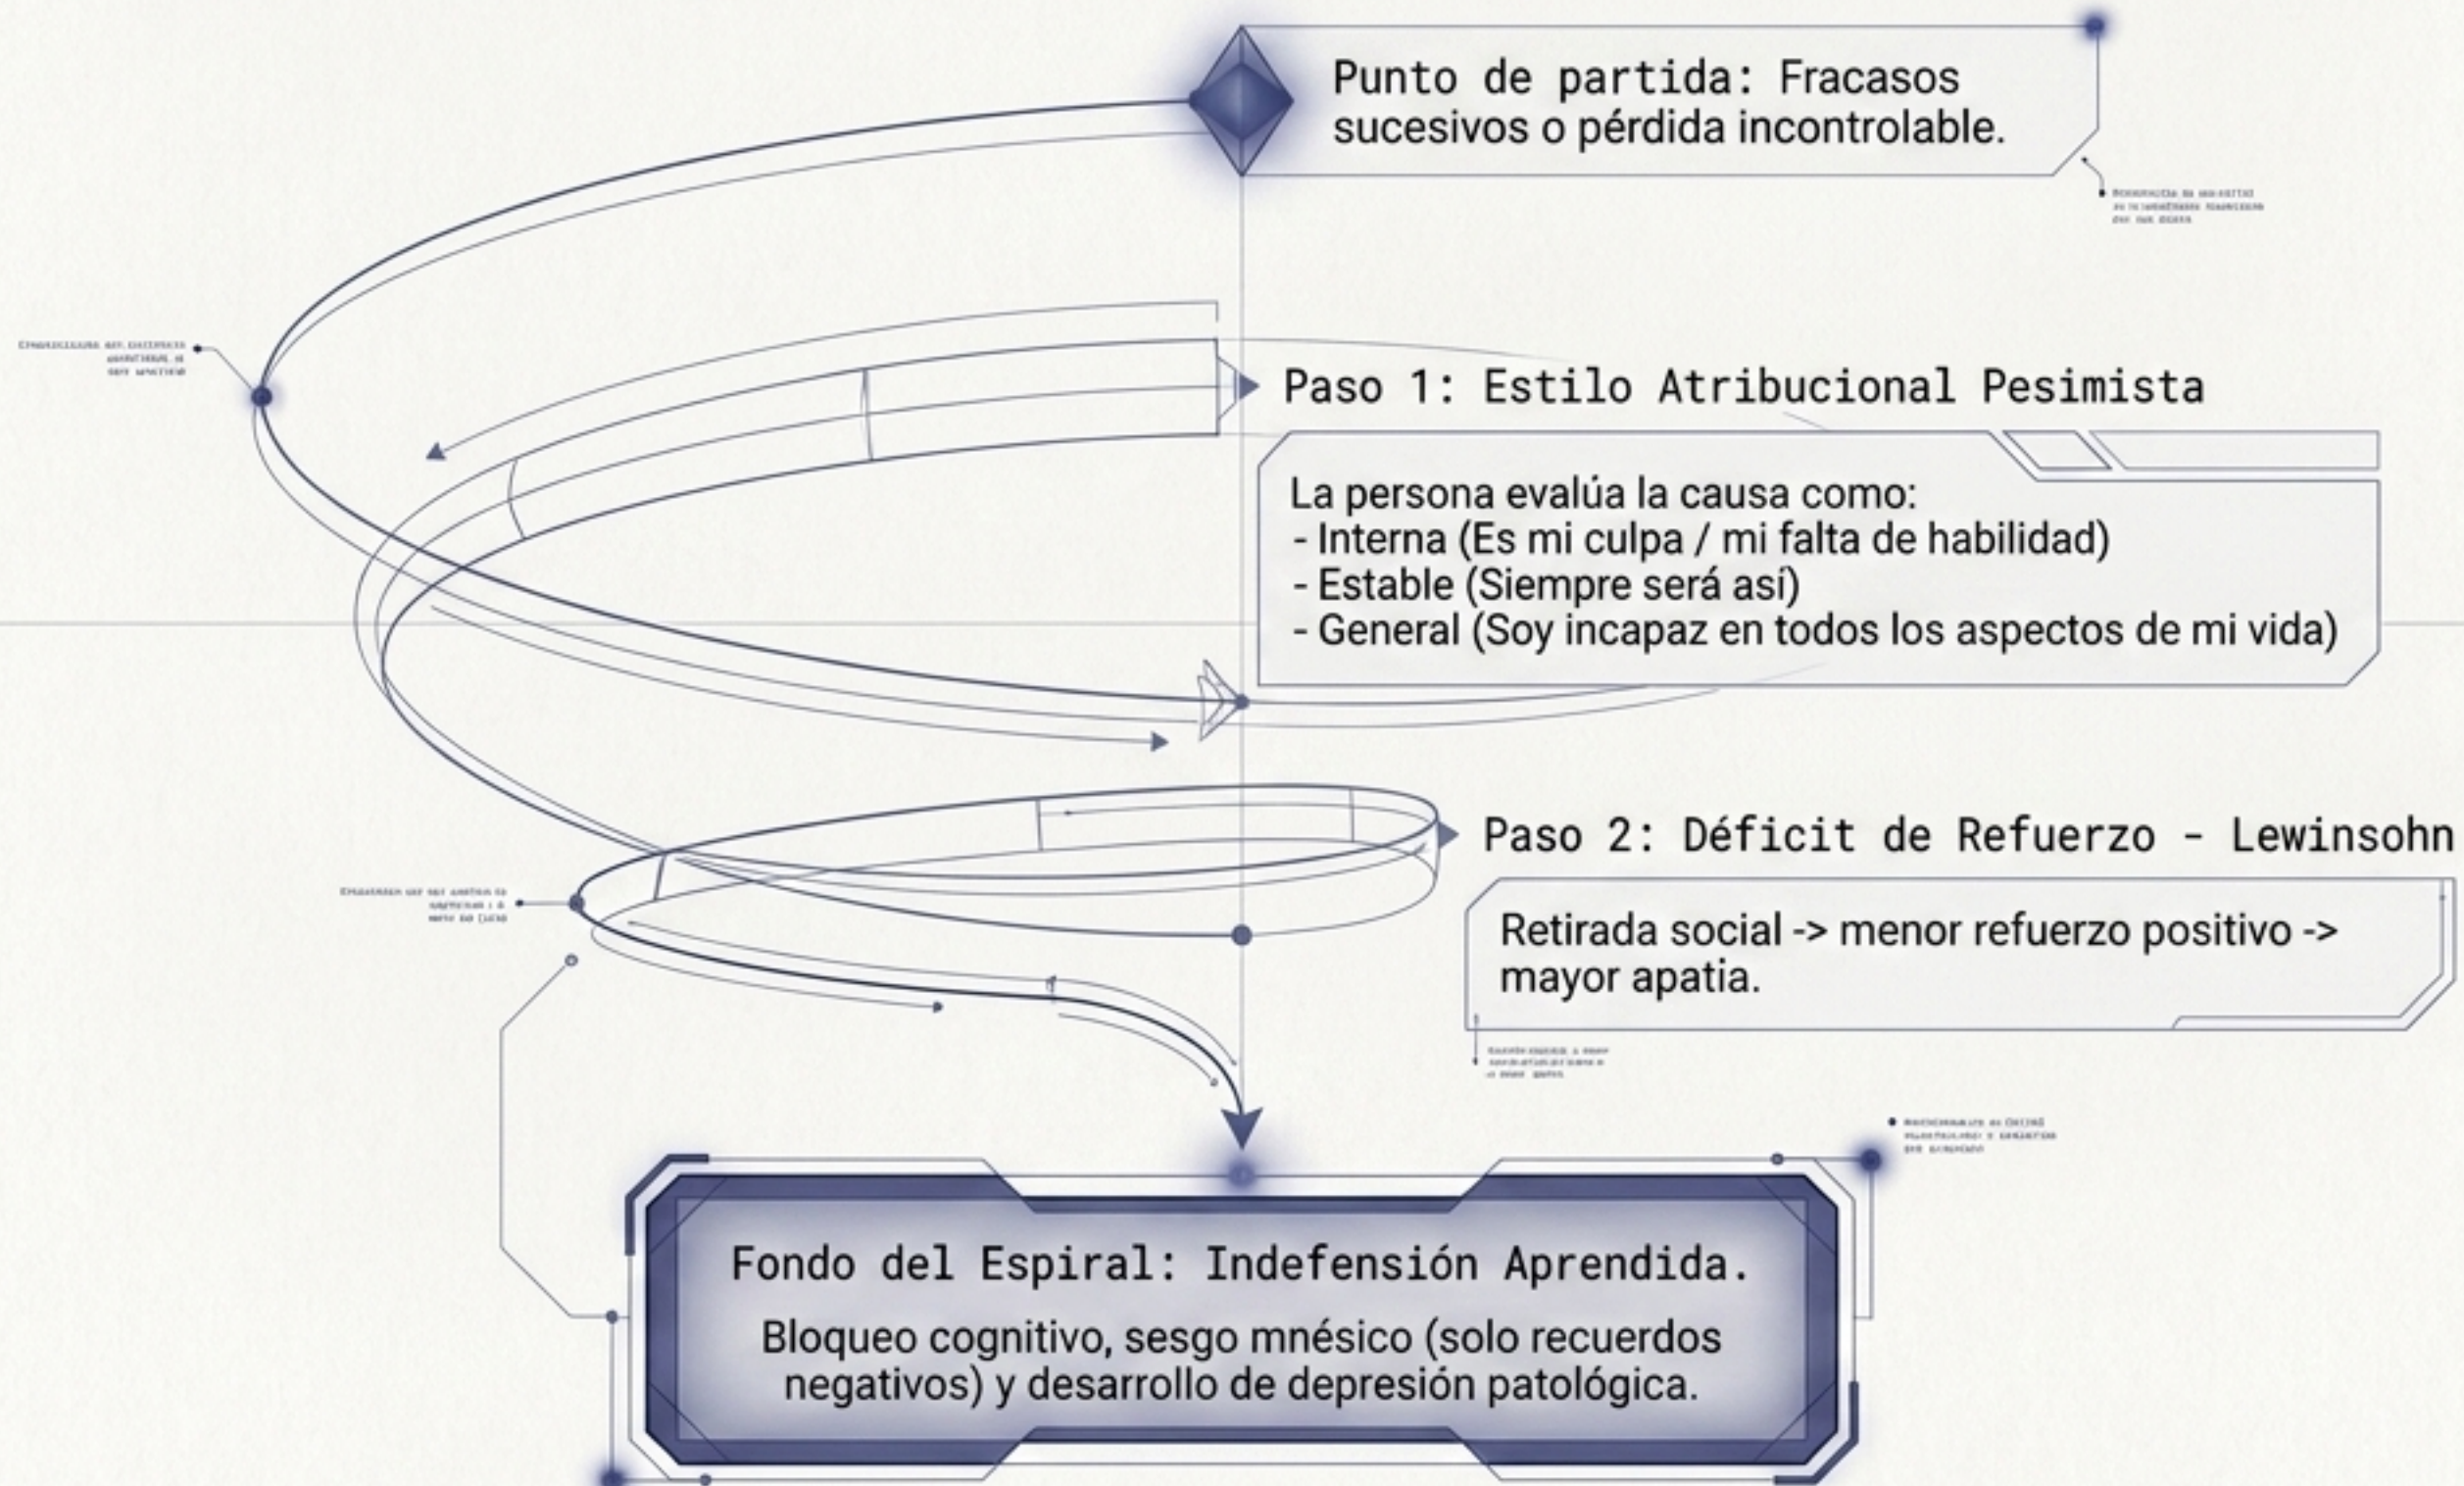 Punto de partida: Fracasos
sucesivos o pérdida incontrolable.
Paso 1: Estilo Atribucional Pesimista
La persona evalúa la causa como:
- Interna (Es mi culpa / mi falta de habilidad)
- Estable (Siempre será así)
- General (Soy incapaz en todos los aspectos de mi vida)
Paso 2: Déficit de Refuerzo - Lewinsohn
Retirada social -> menor refuerzo positivo ->
mayor apatia.
Fondo del Espiral: Indefensión Aprendida.
Bloqueo cognitivo, sesgo mnésico (solo recuerdos
negativos) y desarrollo de depresión patológica.